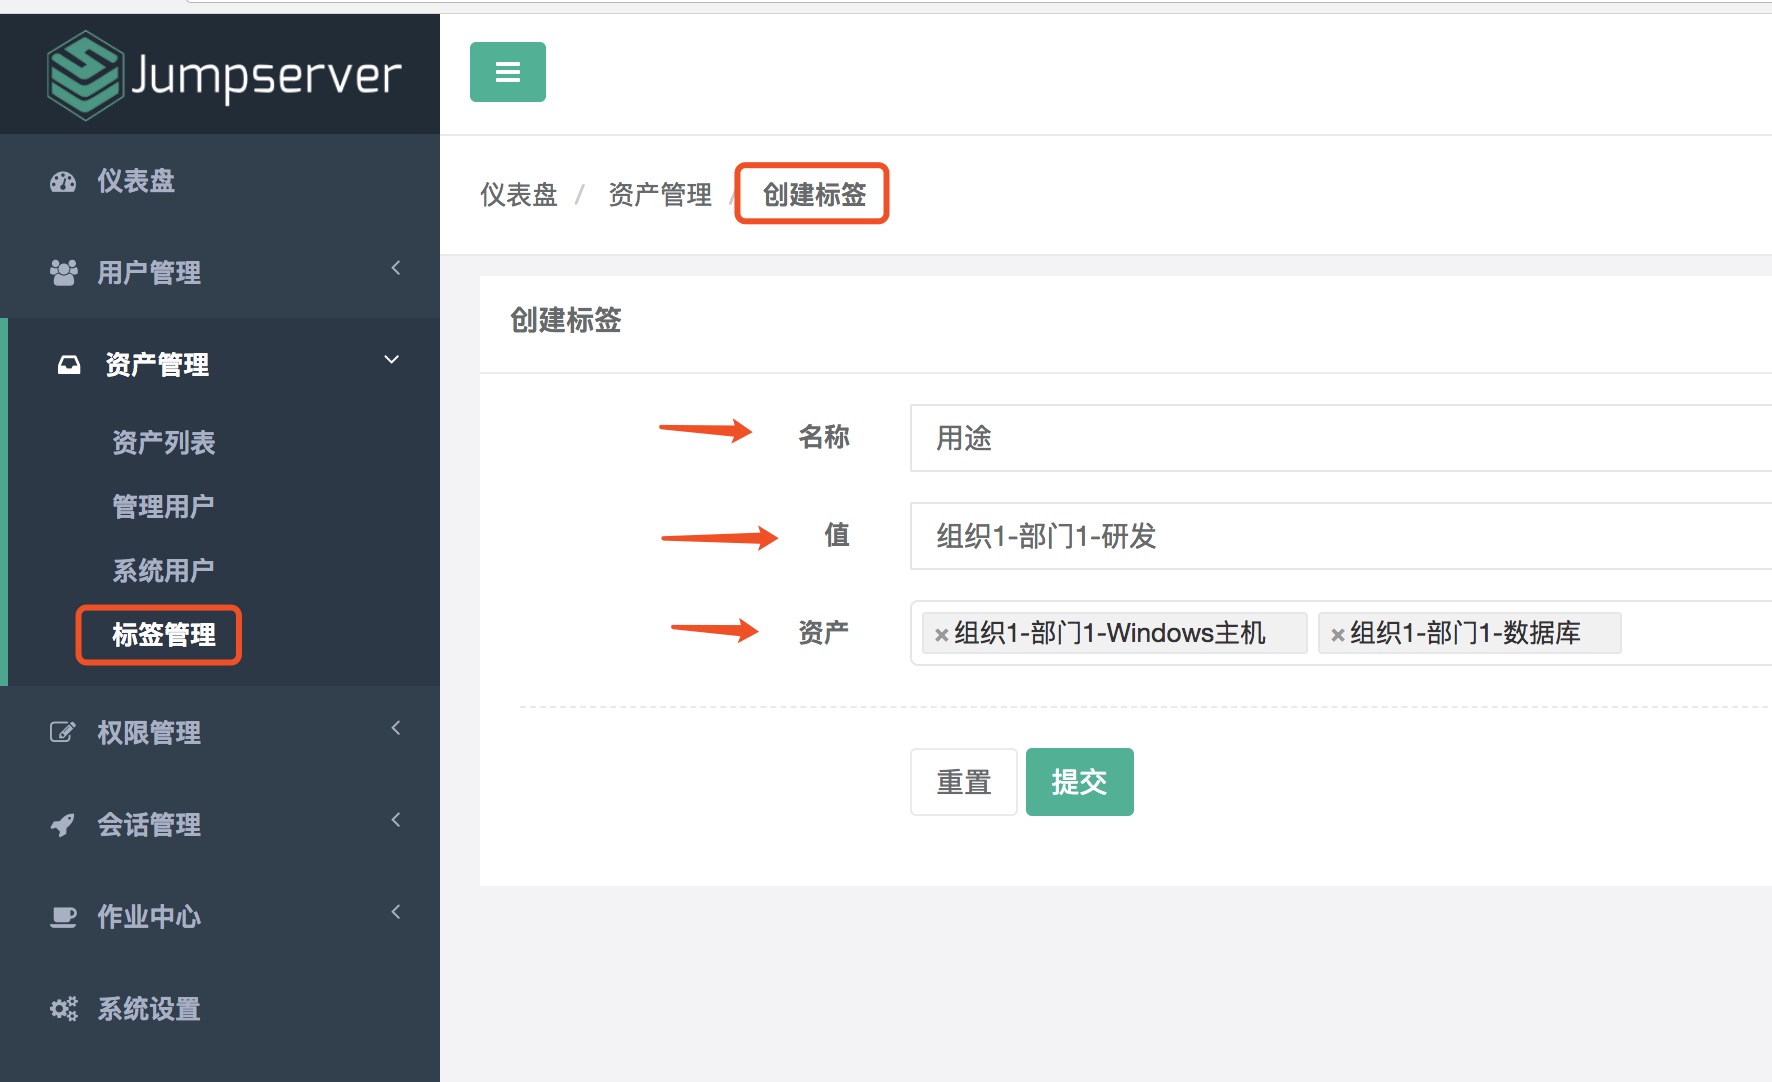 Jumpserver
仪表盘
用户管理
资产管理
资产列表
管理用户
系统用户
标签管理
权限管理
会话管理
作业中心
系统设置
仪表盘 / 资产管理 / 创建标签
创建标签
名称 用途
值 组织1-部门1-研发
资产 ×组织1-部门1-Windows主机 ×组织1-部门1-数据库
重置 提交